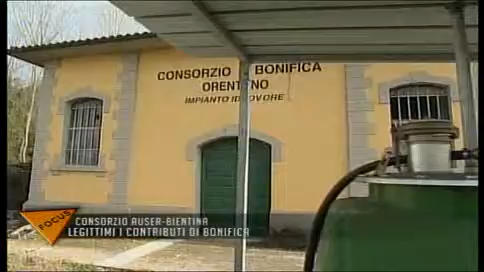 CONSORZIO BONIFICA
ORENTANO
IMPIANTO IDROVORE
FOCUS
CONSORZIO AUSER-BIENTINA
LEGITTIMI I CONTRIBUTI DI BONIFICA